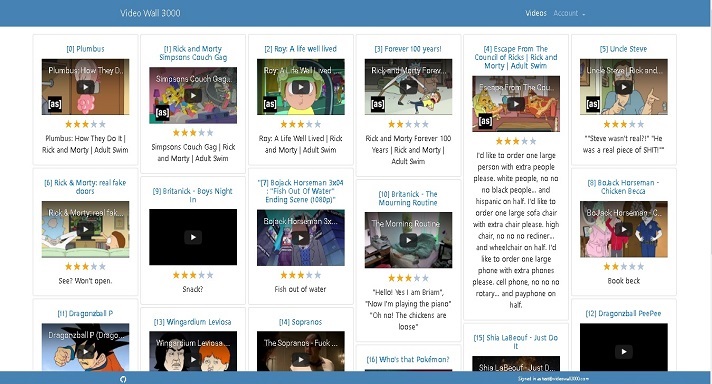 Video Wall 3000
Videos Account
[0] Plumbus
Plumbus: How They D...
[as]
Plumbus: How They Do It |
Rick and Morty | Adult Swim
[1] Rick and Morty
Simpsons Couch Gag
Simpsons Couch Gag...
[as]
Simpsons Couch Gag | Rick
and Morty | Adult Swim
[2] Roy: A life well lived
Roy: A Life Well Lived ...
[as]
Roy: A Life Well Lived | Rick
and Morty | Adult Swim
[3] Forever 100 years!
Rick and Morty Forev...
Rick and Morty Forever 100
Years | Rick and Morty |
Adult Swim
[4] Escape From The
Council of Ricks | Rick and
Morty | Adult Swim
Escape From The Cou...
[as]
I'd like to order one large
person with extra people
please. white people, no no
no black people... and
hispanic on half. I'd like to
order one large sofa chair
with extra chair please. high
chair, no no no recliner...
and wheelchair on half. I'd
like to order one large
phone with extra phones
please. cell phone, no no no
rotary... and payphone on
half.
[5] Uncle Steve
Uncle Steve | Rick and...
[as]
""Steve wasn't real?!" "He
was a real piece of SHIT!""
[6] Rick & Morty: real fake
doors
Rick & Morty: real fak...
See? Won't open.
[9] Britanick - Boys Night
In
Snack?
"[7] BoJack Horseman 3x04
: "Fish Out Of Water"
Ending Scene (1080p)"
BoJack Horseman 3x...
Fish out of water
[10] Britanick - The
Mourning Routine
The Morning Routine
"Hello! Yes I am Briam",
"Now I'm playing the piano"
"Oh no! The chickens are
loose"
[8] BoJack Horseman -
Chicken Becca
BoJack Horseman - C...
Book beck
[11] Dragonzball P
Dragonzball P (Drago...
[13] Wingardium Leviosa
Wingardium Leviosa...
[14] Sopranos
The Sopranos - Fuok...
[16] Who's that Pokémon?
[15] Shia LaBeouf - Just Do
It
Shia LaBeouf - Just D...
[12] Dragonzball PeePee
Signed in as test@videowall3000.com